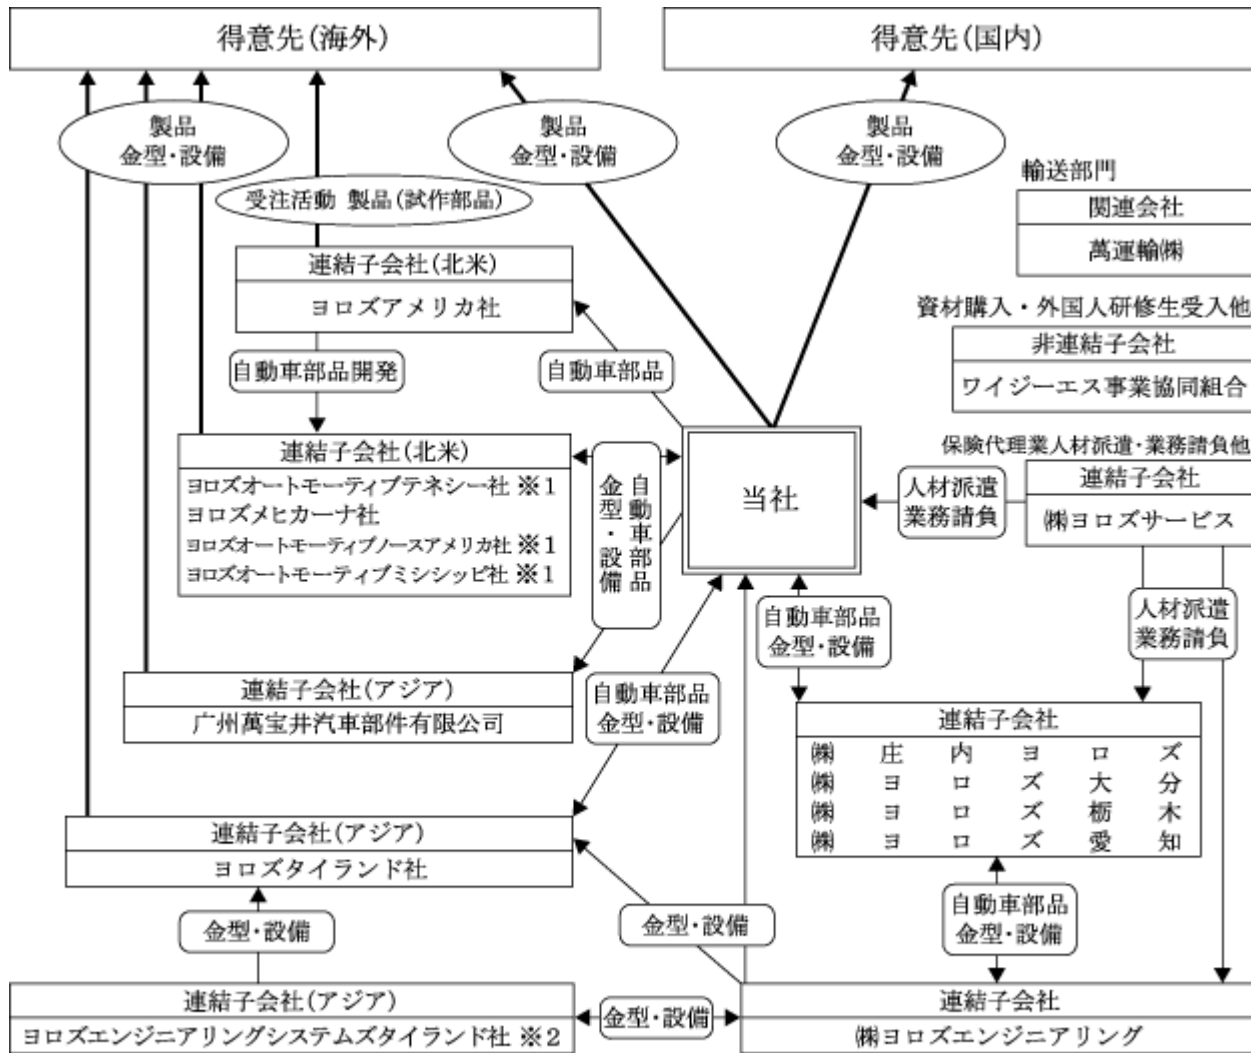 得意先(海外)
得意先(国内)
製品
金型・設備
製品
金型・設備
製品
金型・設備
受注活動 製品(試作部品)
輸送部門
関連会社
萬運輸㈱
連結子会社(北米)
ヨロズアメリカ社
資材購入・外国人研修生受入他
非連結子会社
ワイジーエス事業協同組合
自動車部品開発
自動車部品
連結子会社(北米)
ヨロズオートモーティブテネシー社 ※1
ヨロズメヒカーナ社
ヨロズオートモーティブノースアメリカ社 ※1
ヨロズオートモーティブミシシッピ社 ※1
自動車部品
金型・設備
当社
保険代理業人材派遣・業務請負他
連結子会社
㈱ヨロズサービス
人材派遣
業務請負
人材派遣
業務請負
自動車部品
金型・設備
連結子会社(アジア)
广州萬宝井汽車部件有限公司
自動車部品
金型・設備
連結子会社
㈱庄内ヨロズ
㈱ヨロズ大分
㈱ヨロズ栃木
㈱ヨロズ愛知
連結子会社(アジア)
ヨロズタイランド社
金型・設備
金型・設備
自動車部品
金型・設備
連結子会社(アジア)
ヨロズエンジニアリングシステムズタイランド社 ※2
金型・設備
連結子会社
㈱ヨロズエンジニアリング